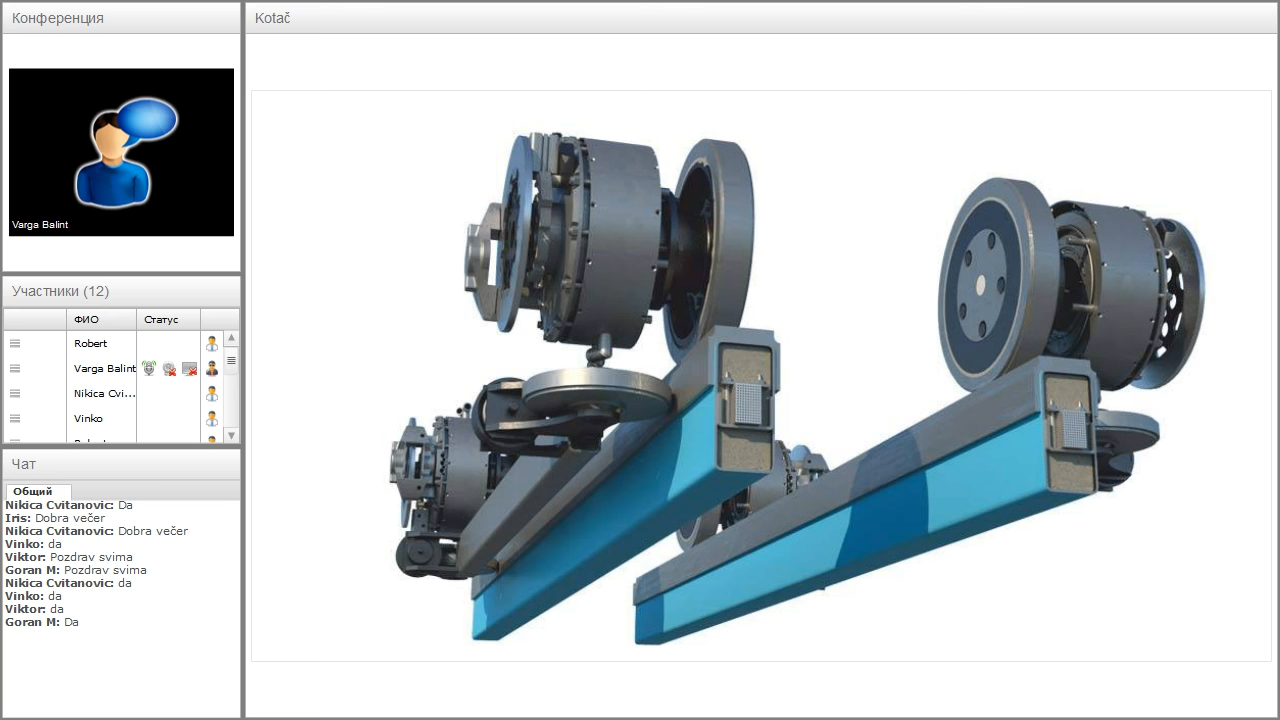 Конференция
Varga Balint
Участники (12)
ФИО
Статус
Robert
Varga Balint
Nikica Cvi...
Vinko
Чат
Общий
Nikica Cvitanovic: Da
Iris: Dobra večer
Nikica Cvitanovic: Dobra večer
Vinko: da
Viktor: Pozdrav svima
Goran M: Pozdrav svima
Nikica Cvitanovic: da
Vinko: da
Viktor: da
Goran M: Da
Kotač